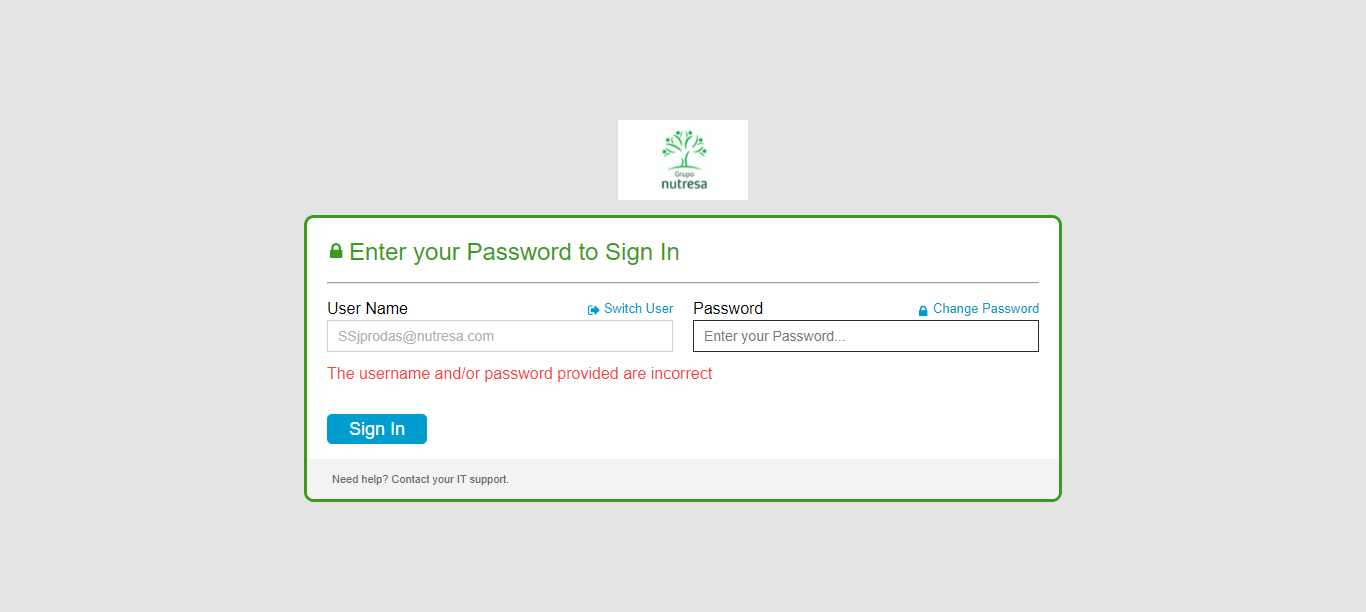 Grupo
nutresa
Enter your Password to Sign In
User Name
Switch User
Password
Change Password
SSjprodas@nutresa.com
Enter your Password...
The username and/or password provided are incorrect
Sign In
Need help? Contact your IT support.